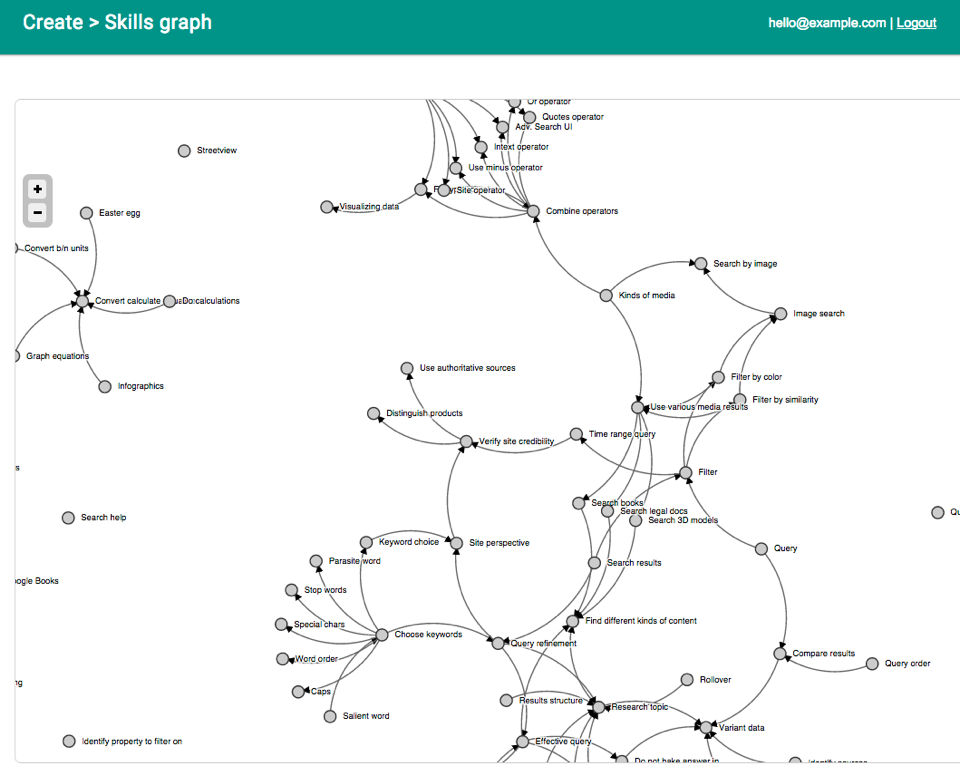 Create > Skills graph
hello@example.com | Logout
Or operator
Quotes operator
Adv. Search UI
Intext operator
Streetview
Use minus operator
Site operator
Visualizing data
Combine operators
Easter egg
Convert b/n units
Search by image
Kinds of media
Convert calculate
Do calculations
Image search
Graph equations
Use authoritative sources
Filter by color
Infographics
Filter by similarity
Use various media results
Distinguish products
Time range query
Verify site credibility
Filter
Search books
Search legal docs
Search 3D models
Search help
Keyword choice
Site perspective
Query
Parasite word
Search results
ogle Books
Stop words
Special chars
Find different kinds of content
Choose keywords
Query refinement
Compare results
Word order
Query order
Rollover
Caps
Results structure
Research topic
Salient word
Variant data
Identify property to filter on
Effective query
Do not bake answer in
Identify sources